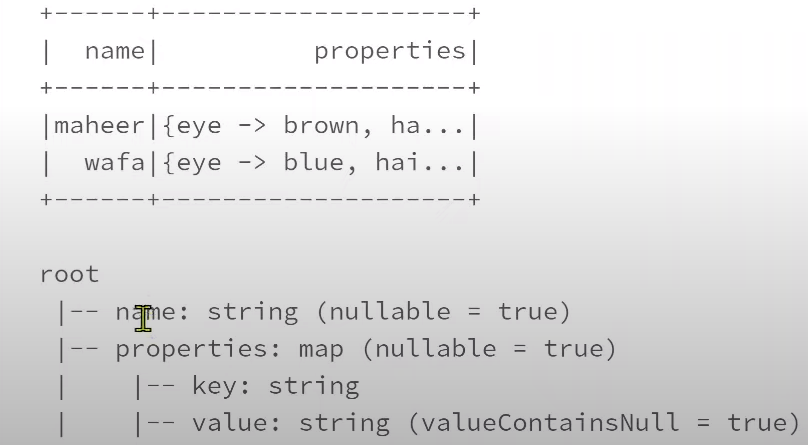 +------+--------------------+
|  name|          properties|
+------+--------------------+
|maheer|{eye -> brown, ha...|
|  wafa|{eye -> blue, hai...|
+------+--------------------+
root
 |-- name: string (nullable = true)
 |-- properties: map (nullable = true)
 |    |-- key: string
 |    |-- value: string (valueContainsNull = true)